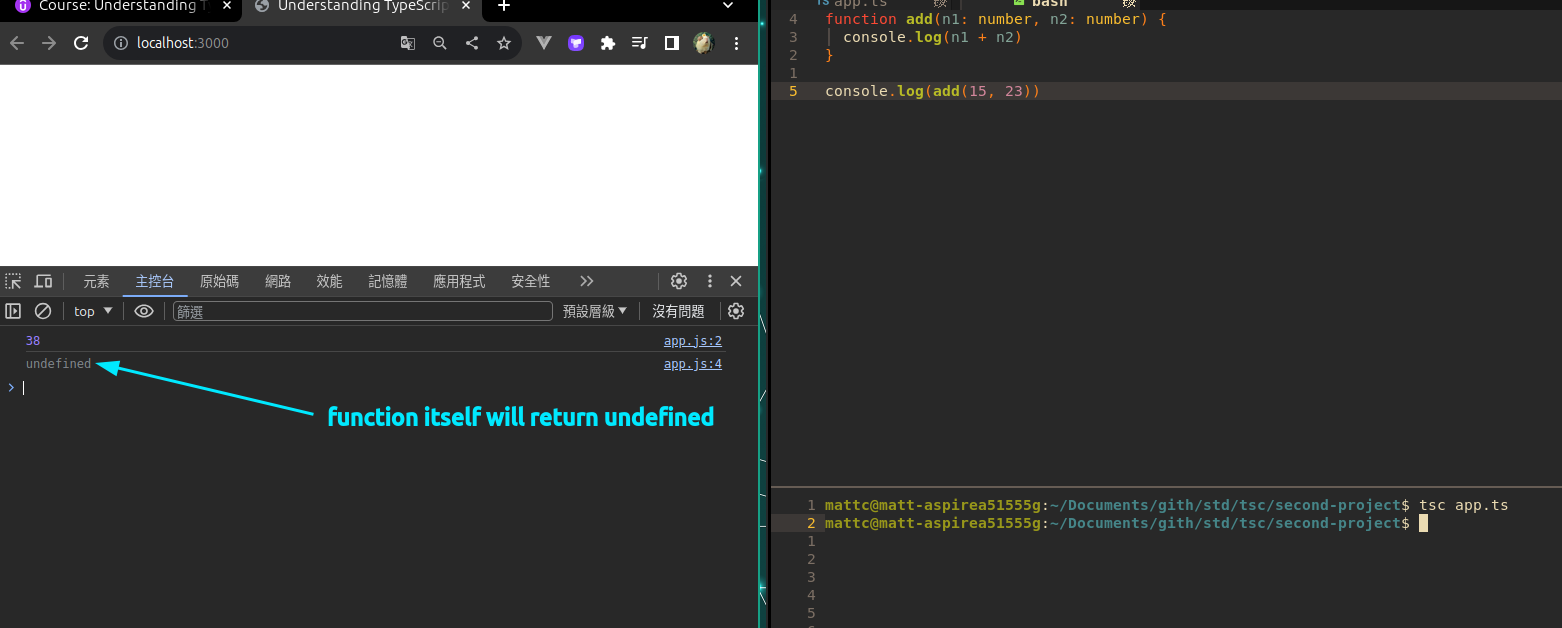 Course: Understanding T
Understanding TypeScrip
localhost:3000
元素 主控台 原始碼 網路 效能 記憶體 應用程式 安全性
top 篩選 預設層級 沒有問題
38 app.js:2
undefined app.js:4
function itself will return undefined
TS app.ts bash
4 function add(n1: number, n2: number) {
3 console.log(n1 + n2)
2 }
1
5 console.log(add(15, 23))
1 mattc@matt-aspirea51555g:~/Documents/gith/std/tsc/second-project$ tsc app.ts
2 mattc@matt-aspirea51555g:~/Documents/gith/std/tsc/second-project$
1
2
3
4
5